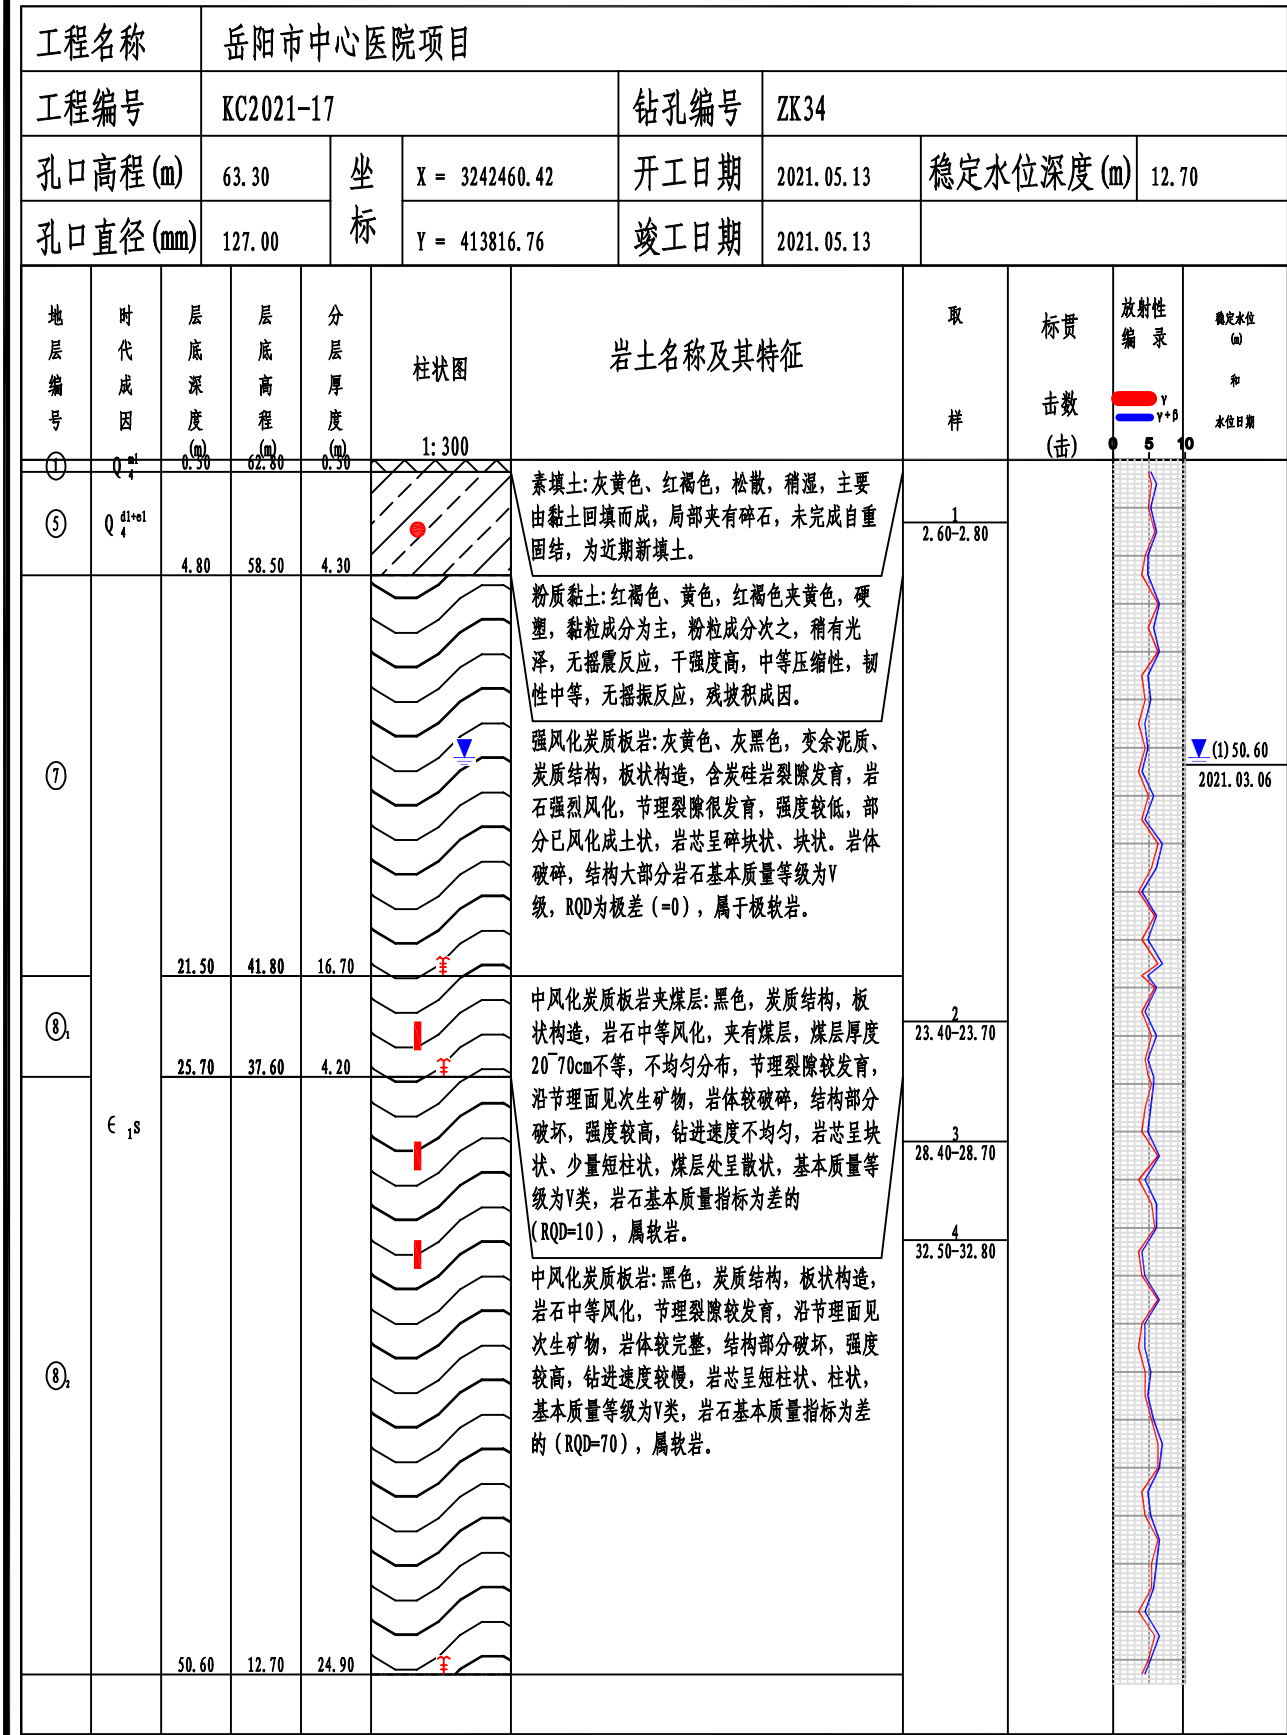 工程名称 岳阳市中心医院项目
工程编号 KC2021-17 钻孔编号 ZK34
孔口高程(m) 63.30 坐标 X = 3242460.42 开工日期 2021.05.13 稳定水位深度(m) 12.70
孔口直径(mm) 127.00 Y = 413816.76 竣工日期 2021.05.13
地层编号 时代成因 层底深度(m) 层底高程(m) 分层厚度(m) 柱状图 1:300 岩土名称及其特征 取样 标贯击数(击) 放射性编录 稳定水位(m)和水位日期
γ
γ+β
0 5 10
① Q4ml 0.50 62.80 0.50
素填土:灰黄色、红褐色，松散，稍湿，主要
由黏土回填而成，局部夹有碎石，未完成自重
固结，为近期新填土。
⑤ Q4dl+el
1
2.60-2.80
4.80 58.50 4.30
粉质黏土:红褐色、黄色，红褐色夹黄色，硬
塑，黏粒成分为主，粉粒成分次之，稍有光
泽，无摇震反应，干强度高，中等压缩性，韧
性中等，无摇振反应，残坡积成因。
强风化炭质板岩:灰黄色、灰黑色，变余泥质、
炭质结构，板状构造，含炭硅岩裂隙发育，岩
石强烈风化，节理裂隙很发育，强度较低，部
分已风化成土状，岩芯呈碎块状、块状。岩体
破碎，结构大部分岩石基本质量等级为V
级，RQD为极差（=0），属于极软岩。
⑦
(1)50.60
2021.03.06
21.50 41.80 16.70
中风化炭质板岩夹煤层:黑色，炭质结构，板
状构造，岩石中等风化，夹有煤层，煤层厚度
20~70cm不等，不均匀分布，节理裂隙较发育，
沿节理面见次生矿物，岩体较破碎，结构部分
破坏，强度较高，钻进速度不均匀，岩芯呈块
状、少量短柱状，煤层处呈散状，基本质量等
级为V类，岩石基本质量指标为差的
（RQD=10），属软岩。
⑧1
2
23.40-23.70
25.70 37.60 4.20
∈1s
3
28.40-28.70
4
32.50-32.80
中风化炭质板岩:黑色，炭质结构，板状构造，
岩石中等风化，节理裂隙较发育，沿节理面见
次生矿物，岩体较完整，结构部分破坏，强度
较高，钻进速度较慢，岩芯呈短柱状、柱状，
基本质量等级为V类，岩石基本质量指标为差
的（RQD=70），属软岩。
⑧2
50.60 12.70 24.90